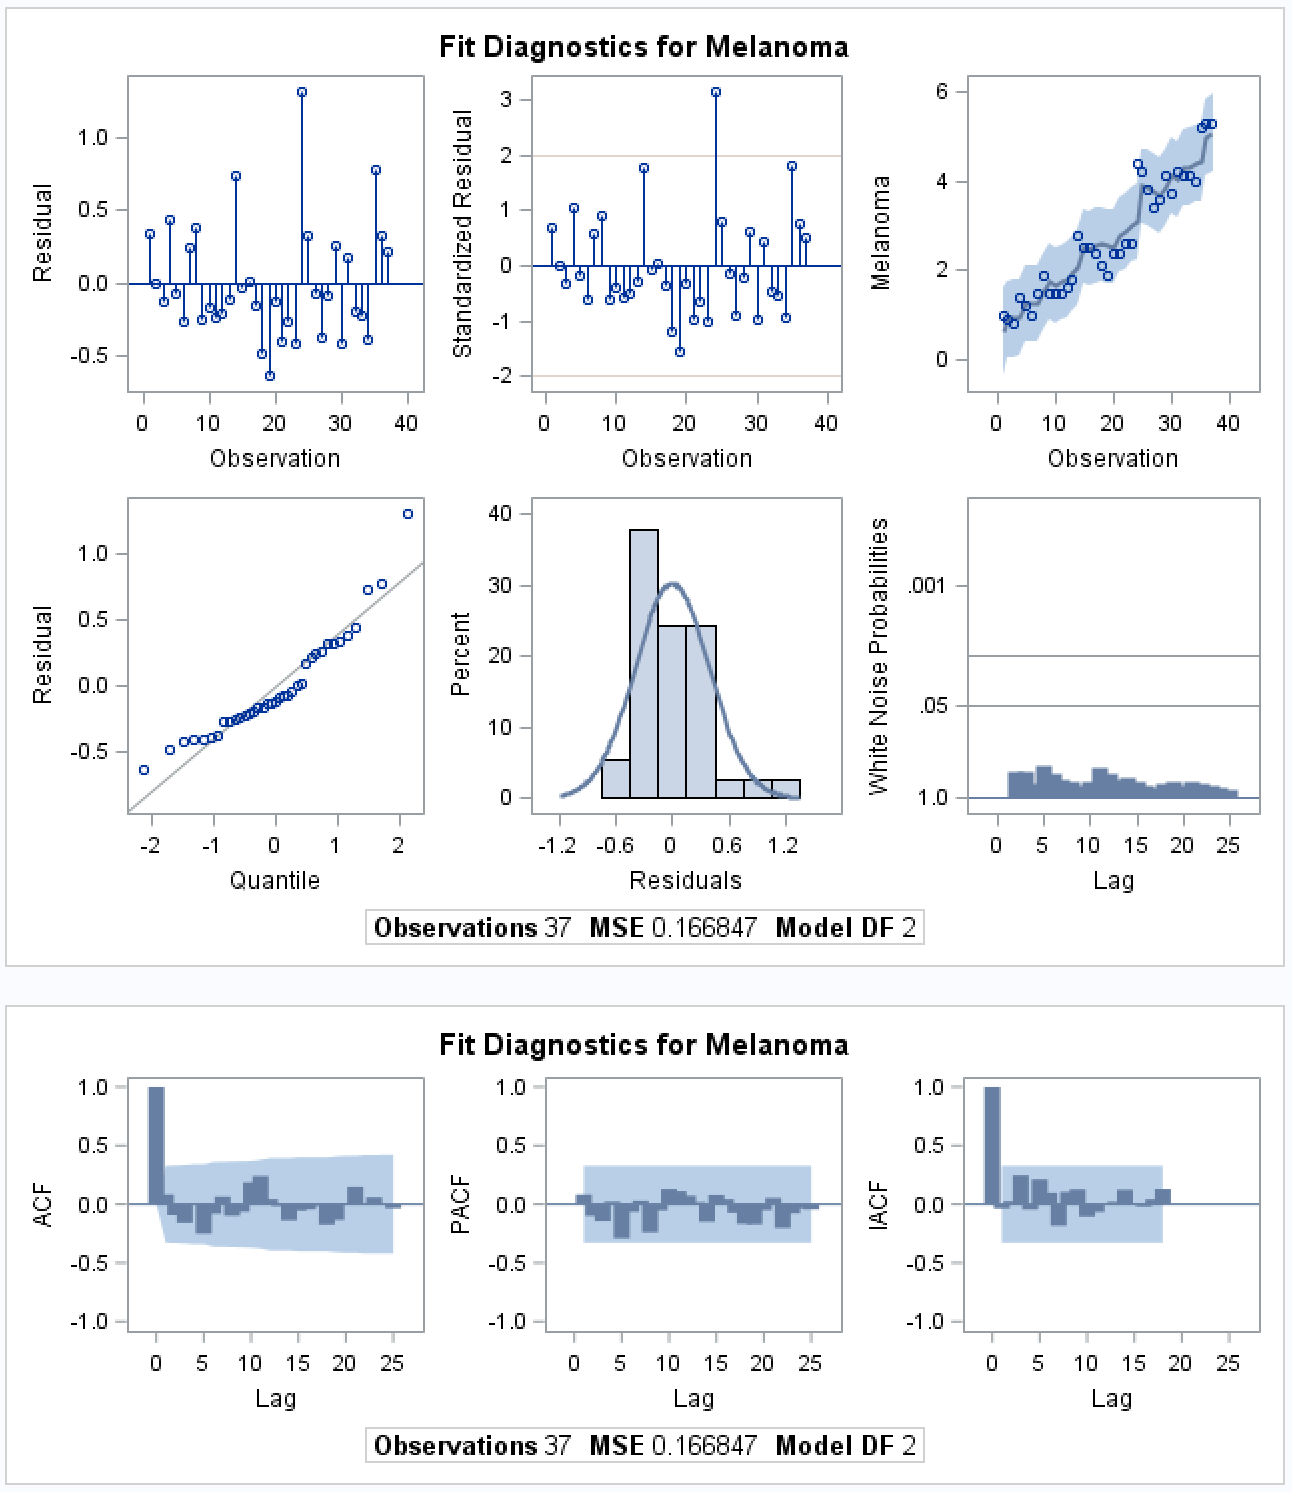 Fit Diagnostics for Melanoma
Residual
1.0
0.5
0.0
-0.5
0 10 20 30 40
Observation
Standardized Residual
3
2
1
0
-1
-2
0 10 20 30 40
Observation
Melanoma
6
4
2
0
0 10 20 30 40
Observation
Residual
1.0
0.5
0.0
-0.5
-2 -1 0 1 2
Quantile
Percent
40
30
20
10
0
-1.2 -0.6 0 0.6 1.2
Residuals
White Noise Probabilities
.001
.05
1.0
0 5 10 15 20 25
Lag
Observations 37 MSE 0.166847 Model DF 2
Fit Diagnostics for Melanoma
ACF
1.0
0.5
0.0
-0.5
-1.0
0 5 10 15 20 25
Lag
PACF
1.0
0.5
0.0
-0.5
-1.0
0 5 10 15 20 25
Lag
IACF
1.0
0.5
0.0
-0.5
-1.0
0 5 10 15 20 25
Lag
Observations 37 MSE 0.166847 Model DF 2